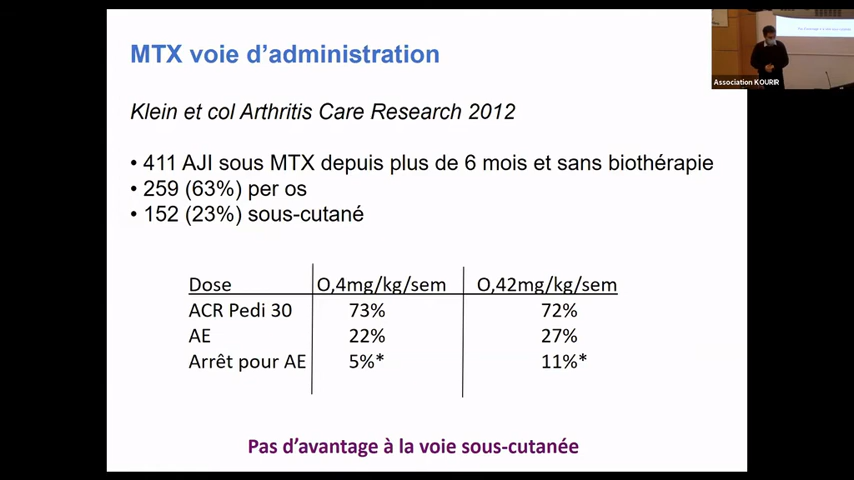 MTX voie d’administration
Association KOURIR
Klein et col Arthritis Care Research 2012
• 411 AJI sous MTX depuis plus de 6 mois et sans biothérapie
• 259 (63%) per os
• 152 (23%) sous-cutané
Dose O,4mg/kg/sem O,42mg/kg/sem
ACR Pedi 30 73% 72%
AE 22% 27%
Arrêt pour AE 5%* 11%*
Pas d’avantage à la voie sous-cutanée